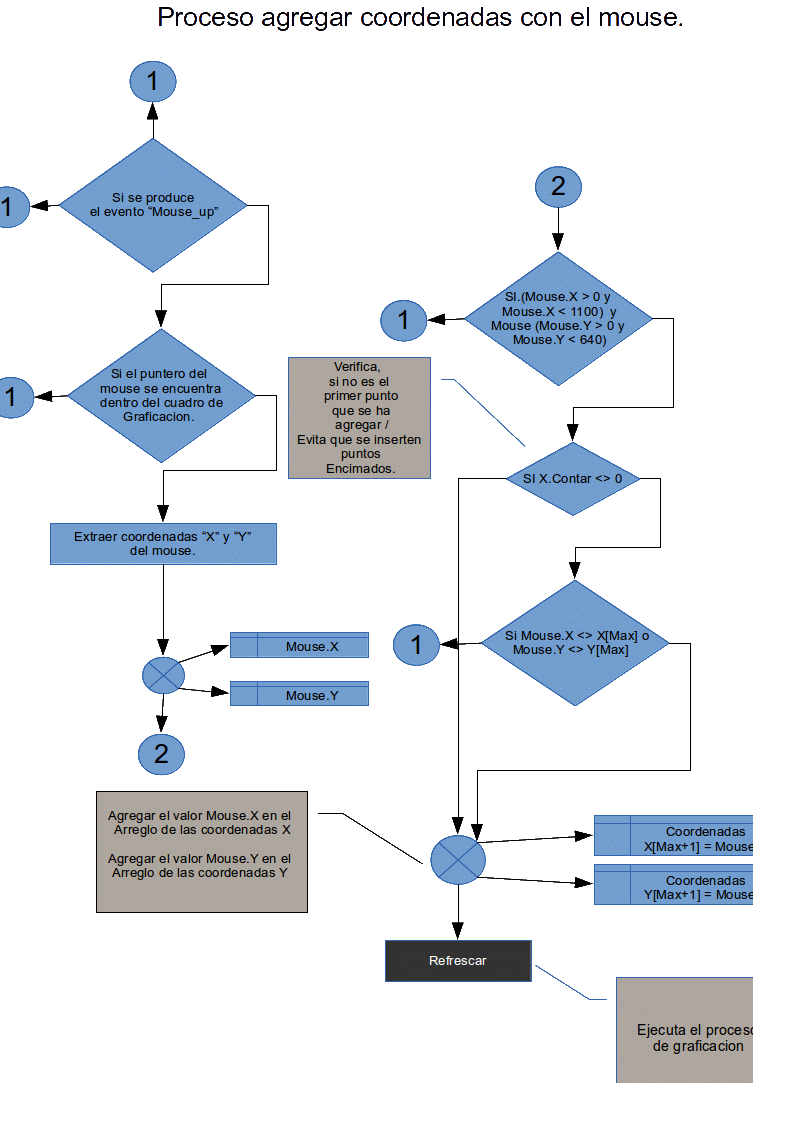 Proceso agregar coordenadas con el mouse.
1
Si se produce
el evento “Mouse_up”
1
Si el puntero del
mouse se encuentra
dentro del cuadro de
Graficacion.
1
Extraer coordenadas “X” y “Y”
del mouse.
Mouse.X
Mouse.Y
2
Agregar el valor Mouse.X en el
Arreglo de las coordenadas X
Agregar el valor Mouse.Y en el
Arreglo de las coordenadas Y
2
SI.(Mouse.X > 0 y
Mouse.X < 1100) y
Mouse (Mouse.Y > 0 y
Mouse.Y < 640)
1
Verifica,
si no es el
primer punto
que se ha
agregar /
Evita que se inserten
puntos
Encimados.
SI X.Contar <> 0
Si Mouse.X <> X[Max] o
Mouse.Y <> Y[Max]
1
Coordenadas
X[Max+1] = Mouse
Coordenadas
Y[Max+1] = Mouse
Refrescar
Ejecuta el proceso
de graficacion